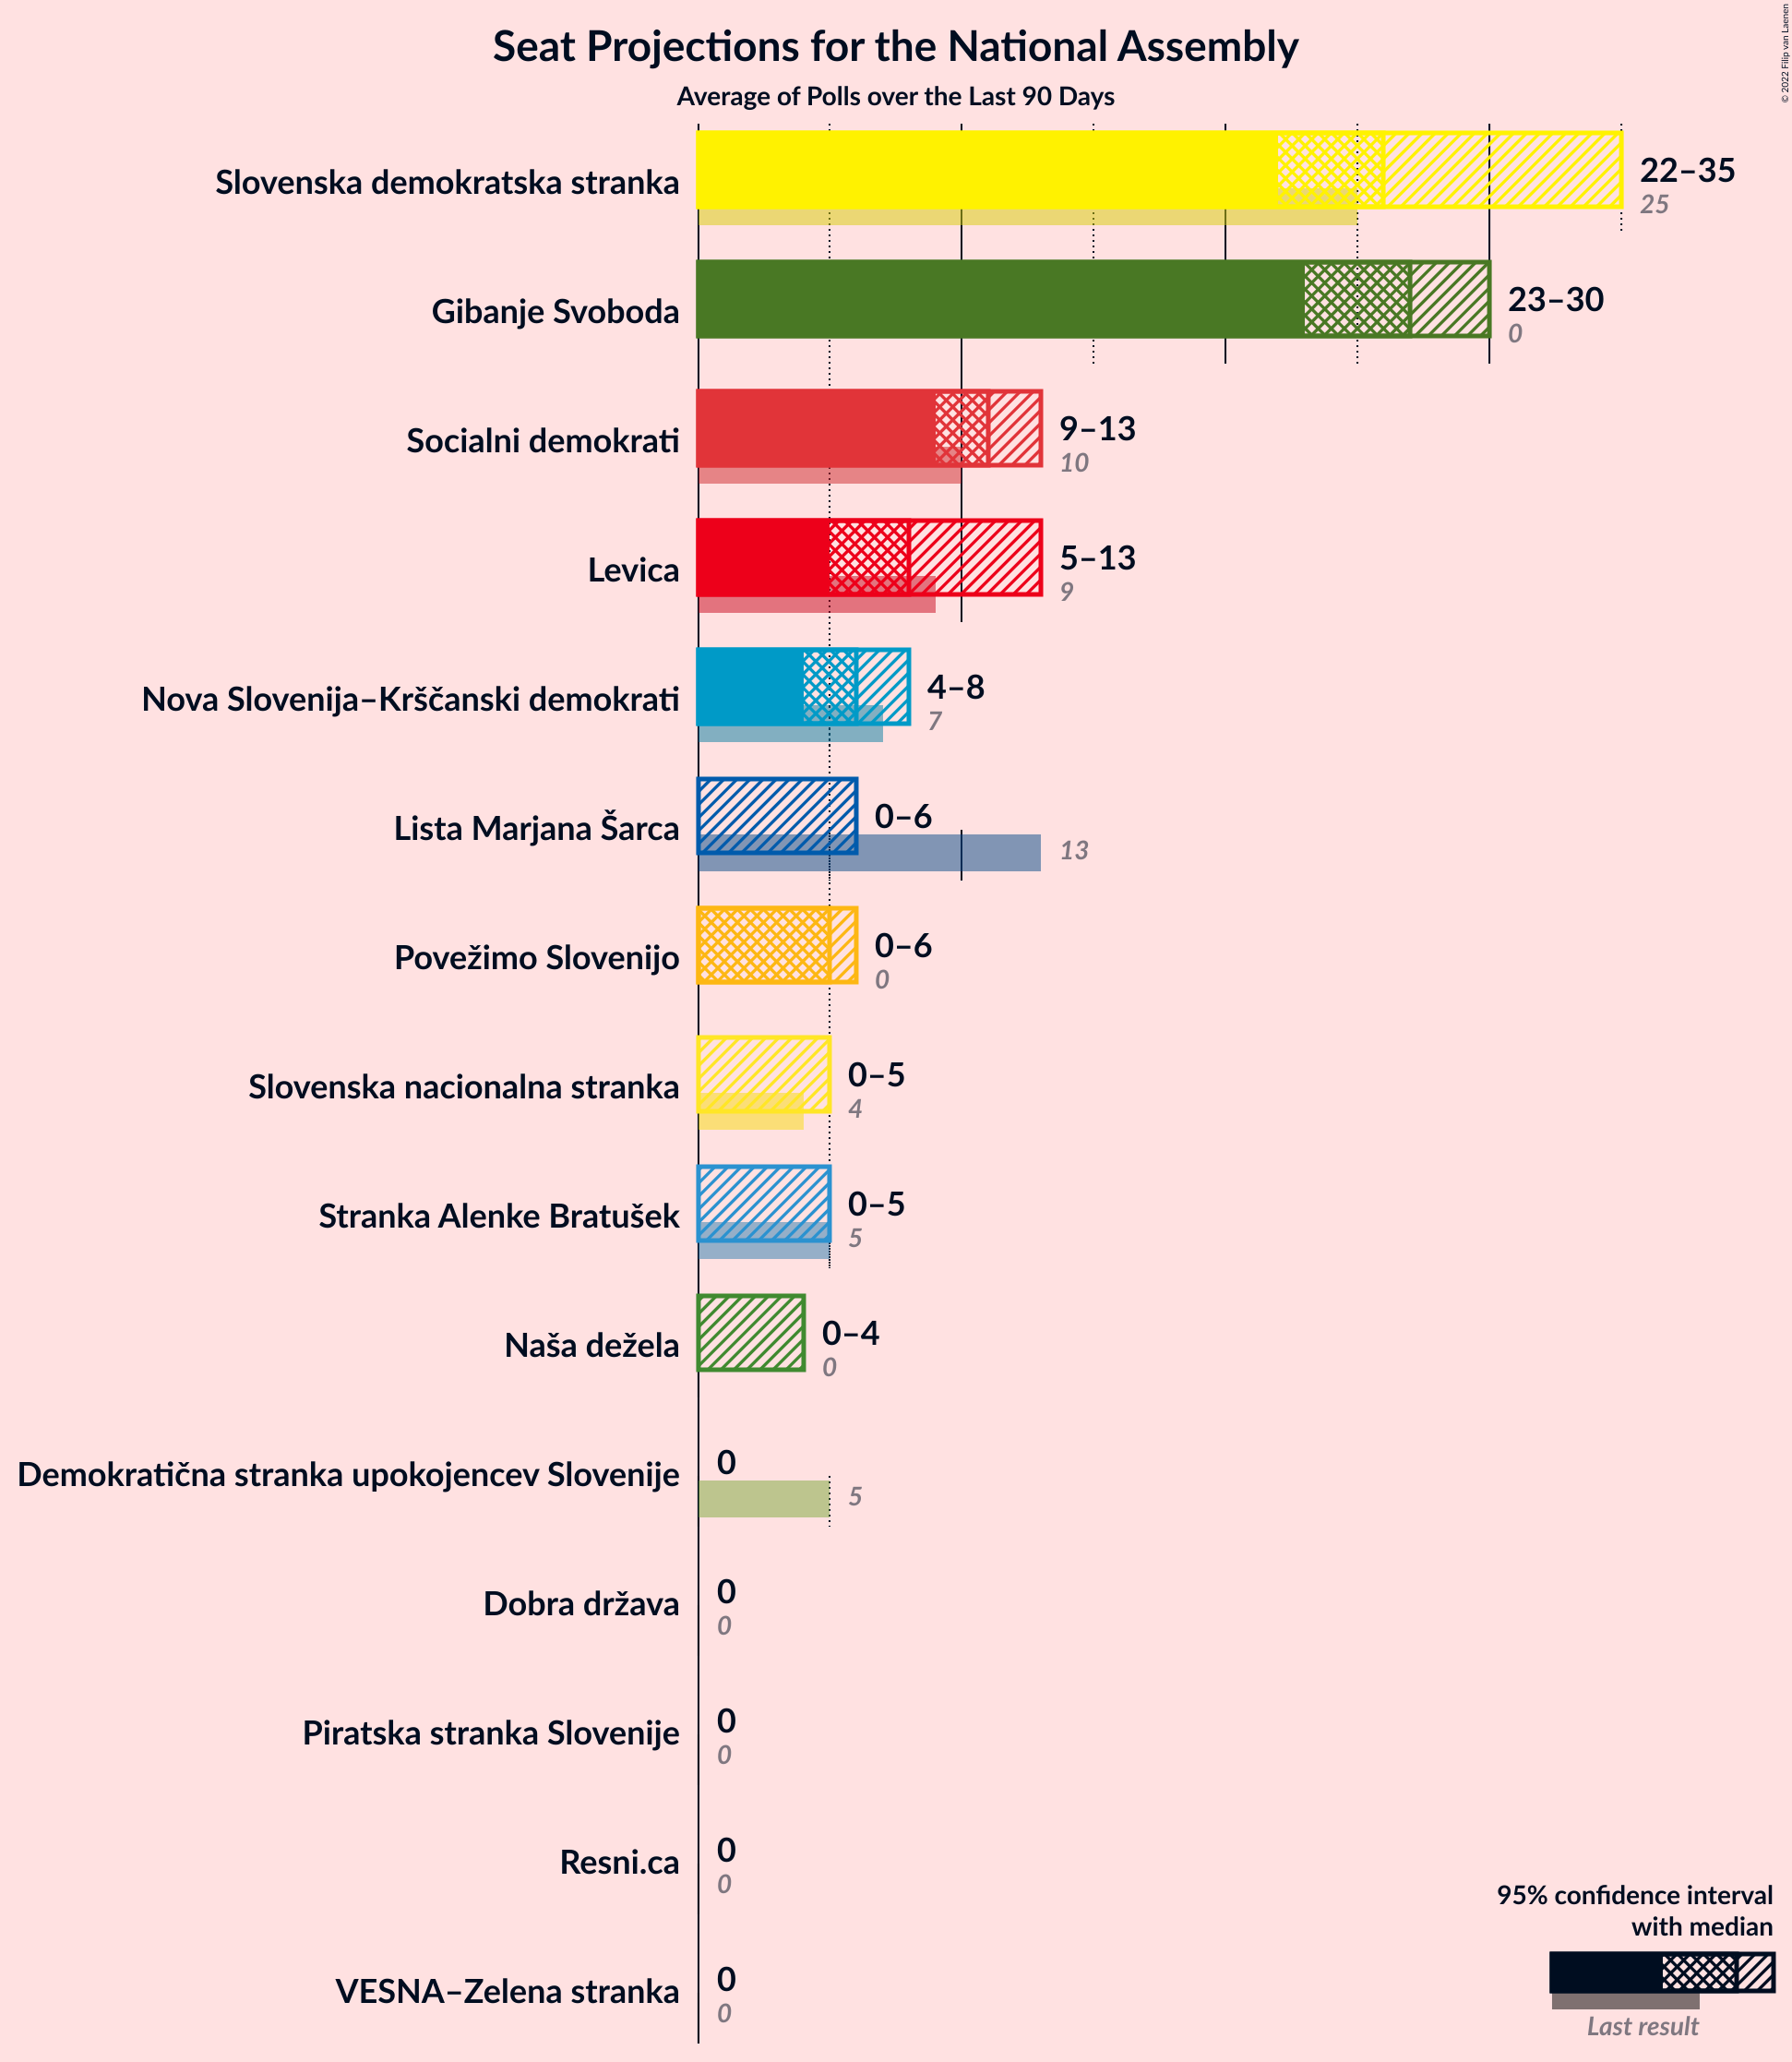 Seat Projections for the National Assembly
Average of Polls over the Last 90 Days
© 2022 Filip van Laenen
Slovenska demokratska stranka
22–35
25
Gibanje Svoboda
23–30
0
Socialni demokrati
9–13
10
Levica
5–13
9
Nova Slovenija–Krščanski demokrati
4–8
7
Lista Marjana Šarca
0–6
13
Povežimo Slovenijo
0–6
0
Slovenska nacionalna stranka
0–5
4
Stranka Alenke Bratušek
0–5
5
Naša dežela
0–4
0
Demokratična stranka upokojencev Slovenije
0
5
Dobra država
0
0
Piratska stranka Slovenije
0
0
Resni.ca
0
0
VESNA–Zelena stranka
0
0
95% confidence interval
with median
Last result